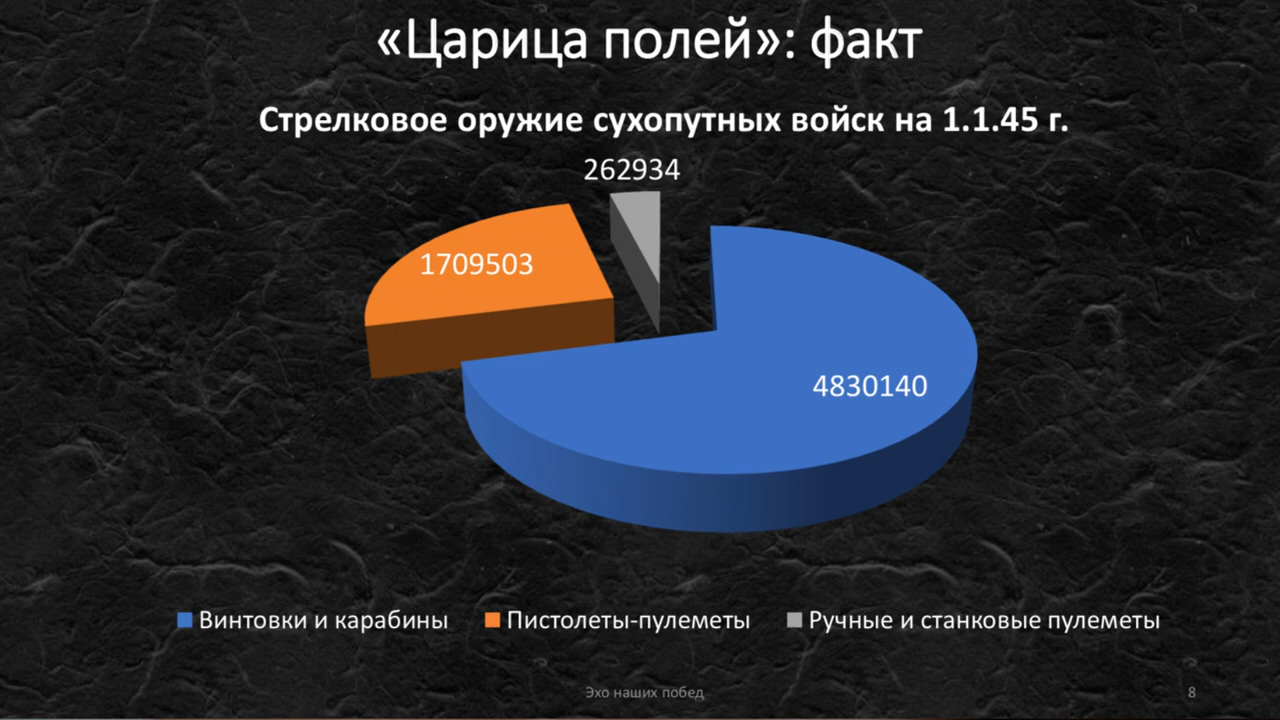 «Царица полей»: факт
Стрелковое оружие сухопутных войск на 1.1.45 г.
262934
1709503
4830140
Винтовки и карабины
Пистолеты-пулеметы
Ручные и станковые пулеметы
Эхо наших побед
8